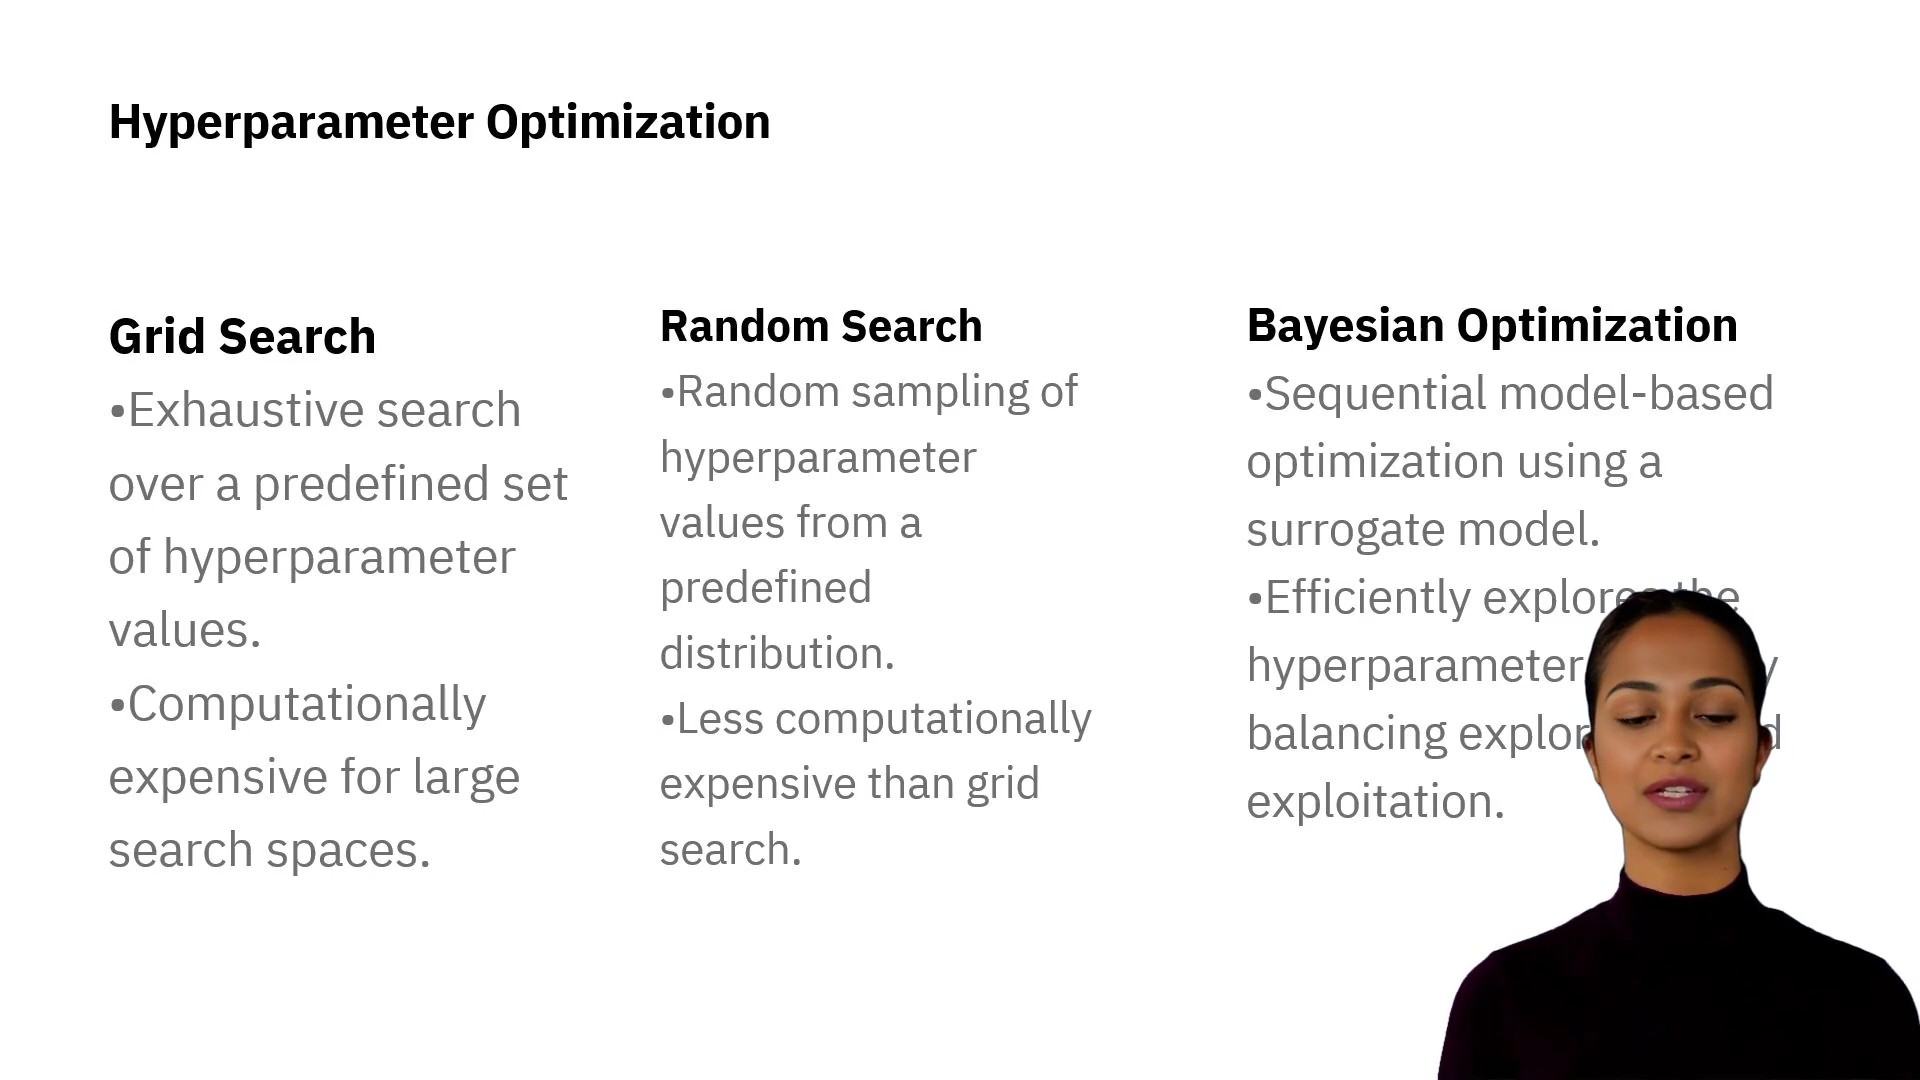 Hyperparameter Optimization
Grid Search
•Exhaustive search
over a predefined set
of hyperparameter
values.
•Computationally
expensive for large
search spaces.
Random Search
•Random sampling of
hyperparameter
values from a
predefined
distribution.
•Less computationally
expensive than grid
search.
Bayesian Optimization
•Sequential model-based
optimization using a
surrogate model.
•Efficiently explores the
hyperparameter
balancing
exploitation.